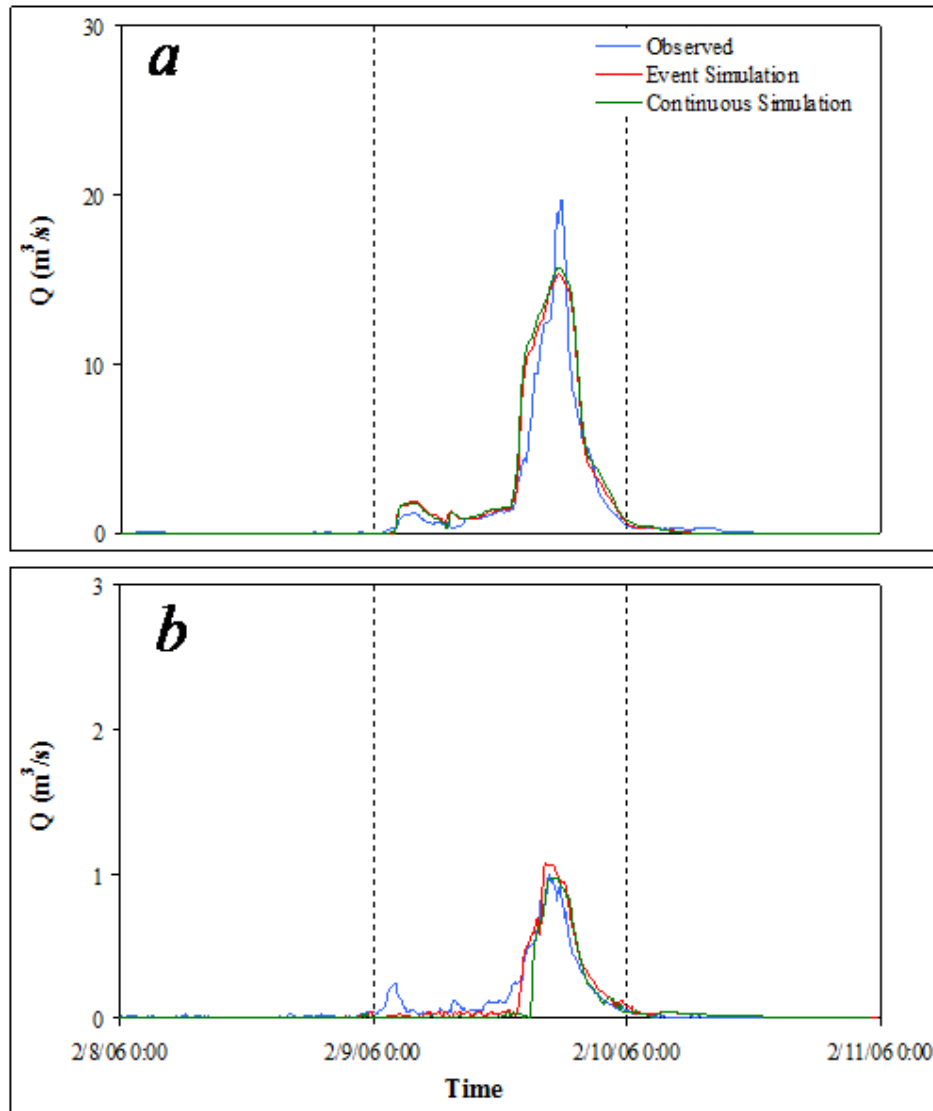 a
30
20
10
0
Q (m³/s)
Observed
Event Simulation
Continuous Simulation
b
3
2
1
0
Q (m³/s)
2/8/06 0:00
2/9/06 0:00
2/10/06 0:00
2/11/06 0:00
Time